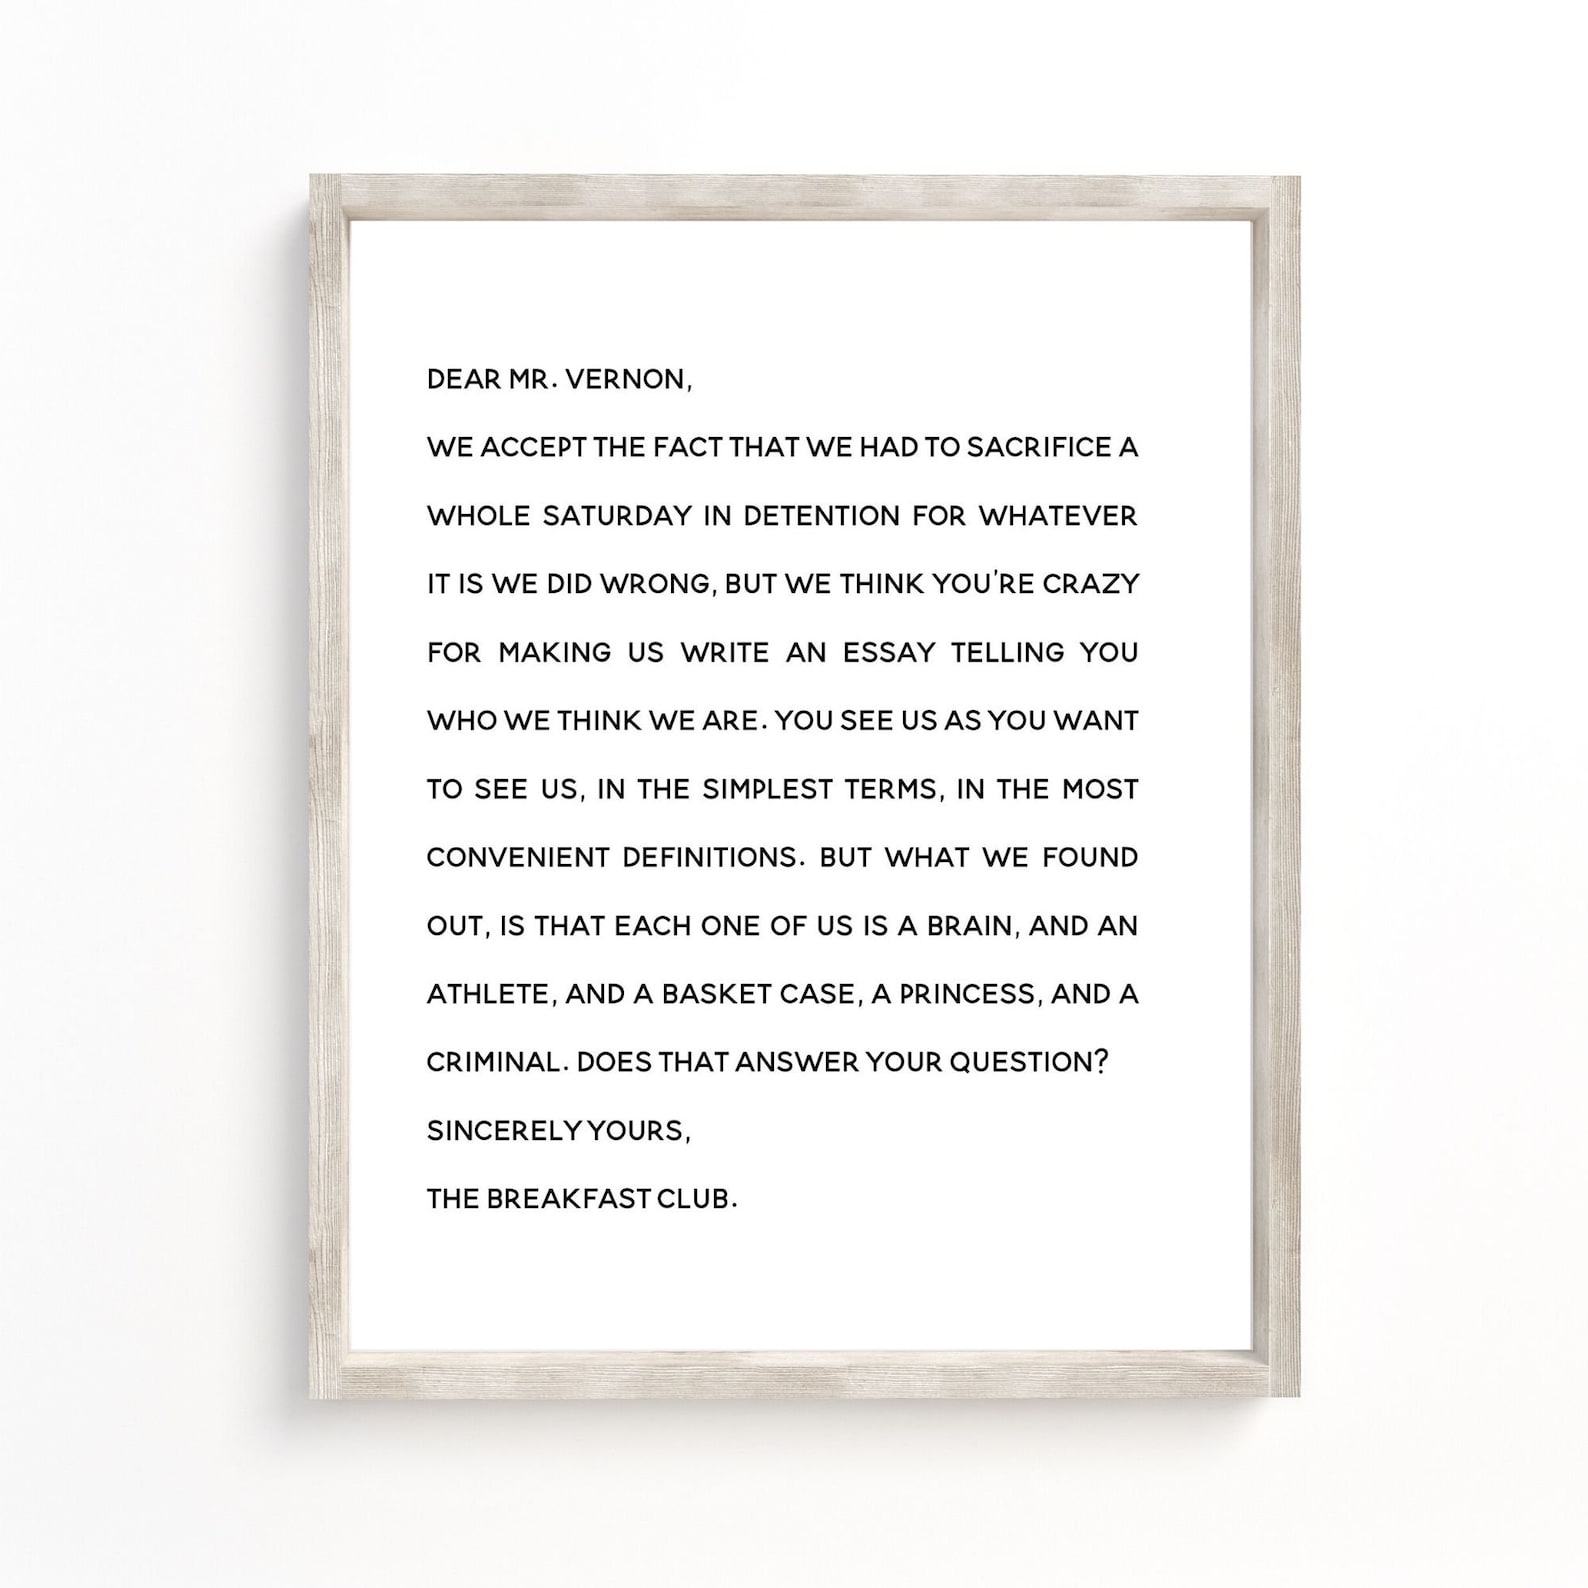 DEAR MR. VERNON,
WE ACCEPT THE FACT THAT WE HAD TO SACRIFICE A
WHOLE SATURDAY IN DETENTION FOR WHATEVER
IT IS WE DID WRONG, BUT WE THINK YOU'RE CRAZY
FOR MAKING US WRITE AN ESSAY TELLING YOU
WHO WE THINK WE ARE. YOU SEE US AS YOU WANT
TO SEE US, IN THE SIMPLEST TERMS, IN THE MOST
CONVENIENT DEFINITIONS. BUT WHAT WE FOUND
OUT, IS THAT EACH ONE OF US IS A BRAIN, AND AN
ATHLETE, AND A BASKET CASE, A PRINCESS, AND A
CRIMINAL. DOES THAT ANSWER YOUR QUESTION?
SINCERELY YOURS,
THE BREAKFAST CLUB.